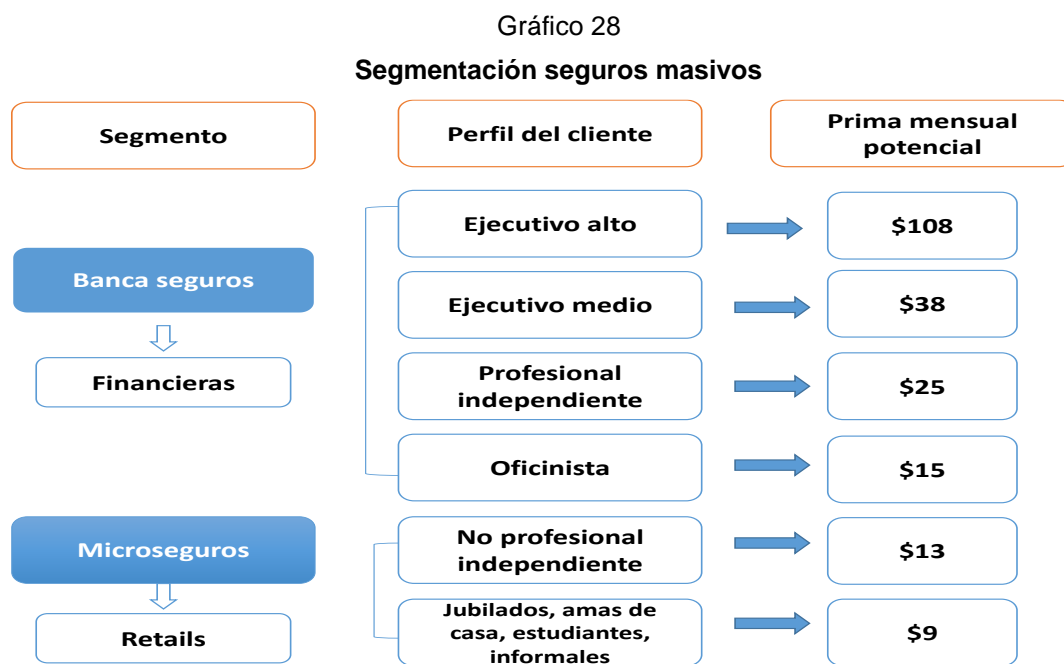 Gráfico 28
Segmentación seguros masivos
Segmento
Perfil del cliente
Prima mensual
potencial
Ejecutivo alto
$108
Banca seguros
Ejecutivo medio
$38
Financieras
Profesional
independiente
$25
Oficinista
$15
Microseguros
No profesional
independiente
$13
Retails
Jubilados, amas de
casa, estudiantes,
informales
$9